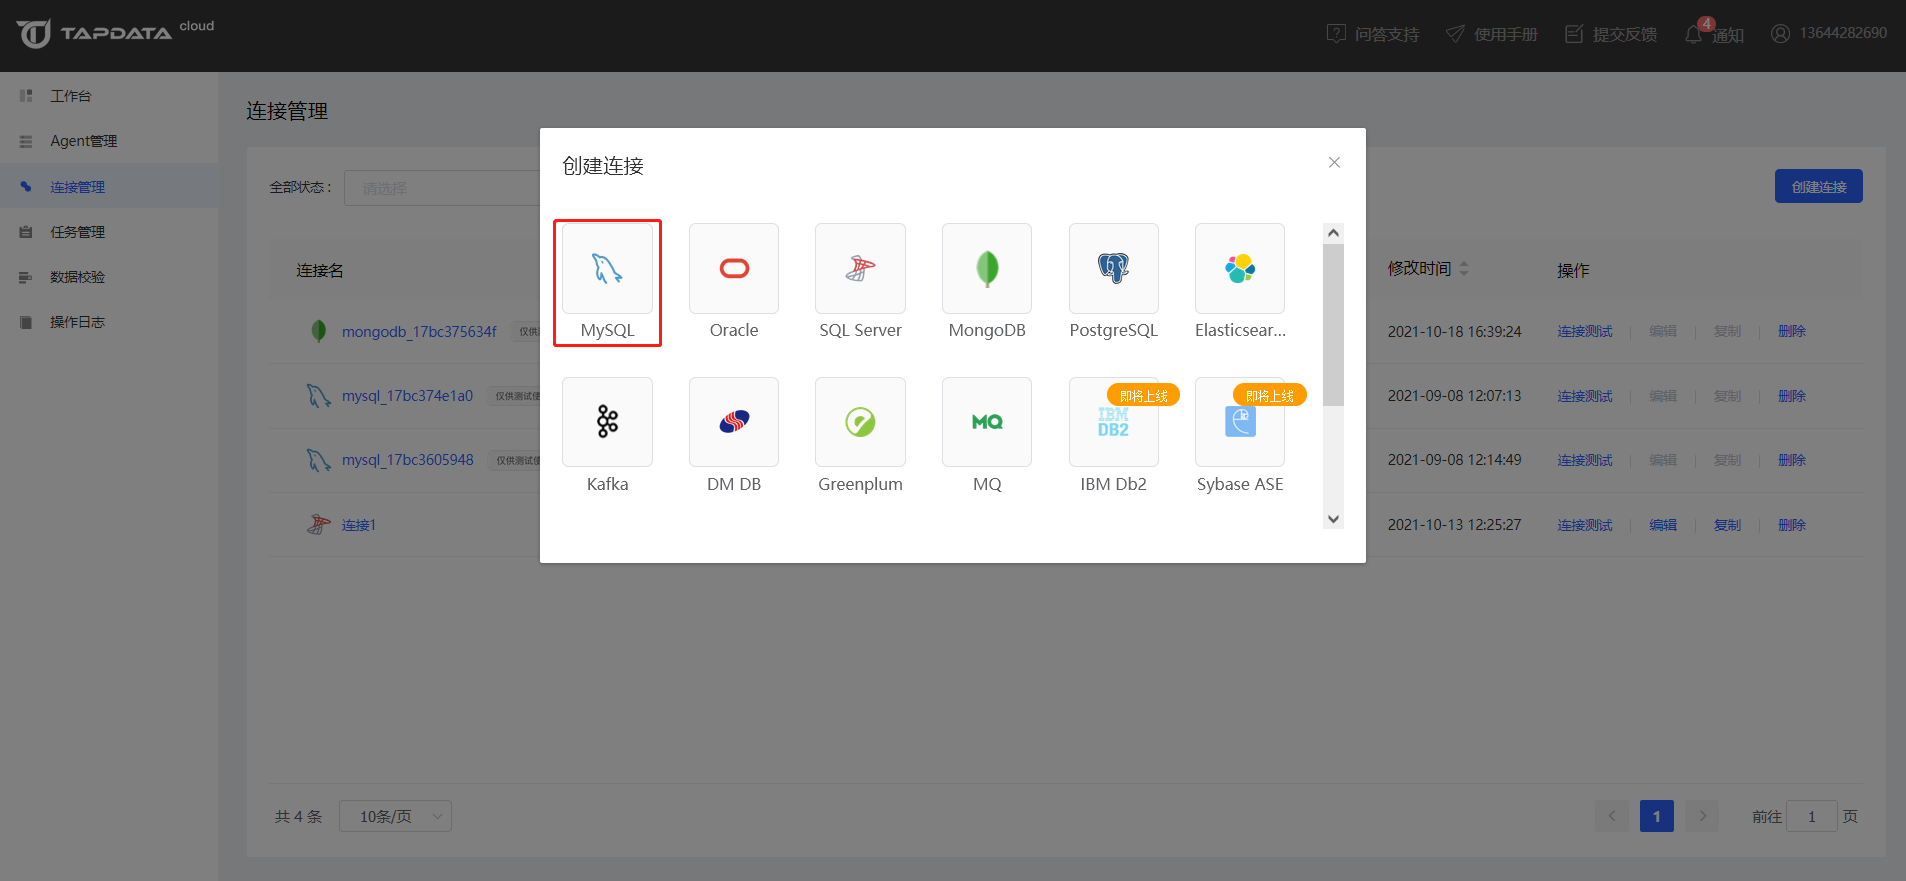 TAPDATA cloud
问答支持
使用手册
提交反馈
4
通知
13644282690
工作台
Agent管理
连接管理
任务管理
数据校验
操作日志
连接管理
全部状态：
请选择
创建连接
连接名
修改时间
操作
mongodb_17bc375634f
2021-10-18 16:39:24 连接测试 编辑 复制 删除
mysql_17bc374e1a0 仅供测试使
2021-09-08 12:07:13 连接测试 编辑 复制 删除
mysql_17bc3605948 仅供测试使
2021-09-08 12:14:49 连接测试 编辑 复制 删除
连接1
2021-10-13 12:25:27 连接测试 编辑 复制 删除
创建连接
MySQL
Oracle
SQL Server
MongoDB
PostgreSQL
Elasticsear...
MQ
即将上线
IBM
DB2
即将上线
Kafka
DM DB
Greenplum
MQ
IBM Db2
Sybase ASE
共 4 条
10条/页
1
前往 1 页